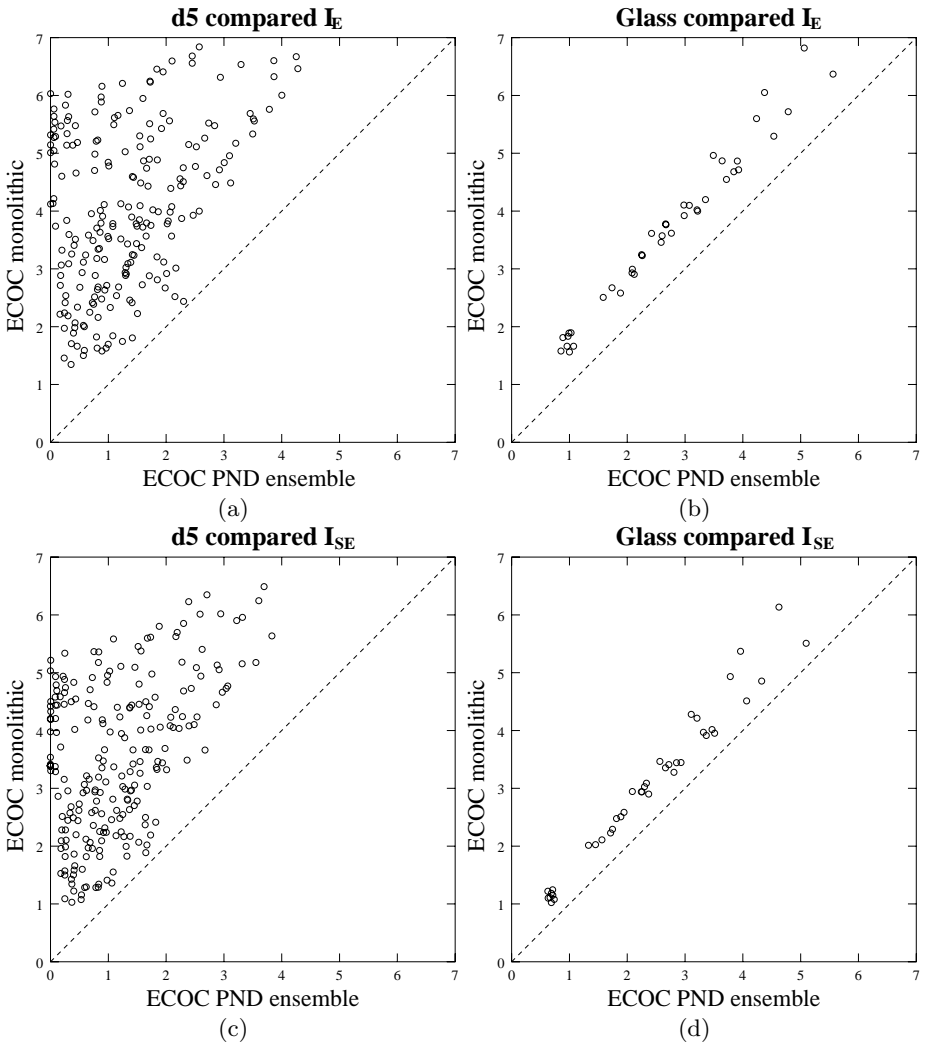 d5 compared I_E
7
6
5
4
3
2
1
0
ECOC monolithic
0 1 2 3 4 5 6 7
ECOC PND ensemble
(a)
Glass compared I_E
7
6
5
4
3
2
1
0
ECOC monolithic
0 1 2 3 4 5 6 7
ECOC PND ensemble
(b)
d5 compared I_SE
7
6
5
4
3
2
1
0
ECOC monolithic
0 1 2 3 4 5 6 7
ECOC PND ensemble
(c)
Glass compared I_SE
7
6
5
4
3
2
1
0
ECOC monolithic
0 1 2 3 4 5 6 7
ECOC PND ensemble
(d)